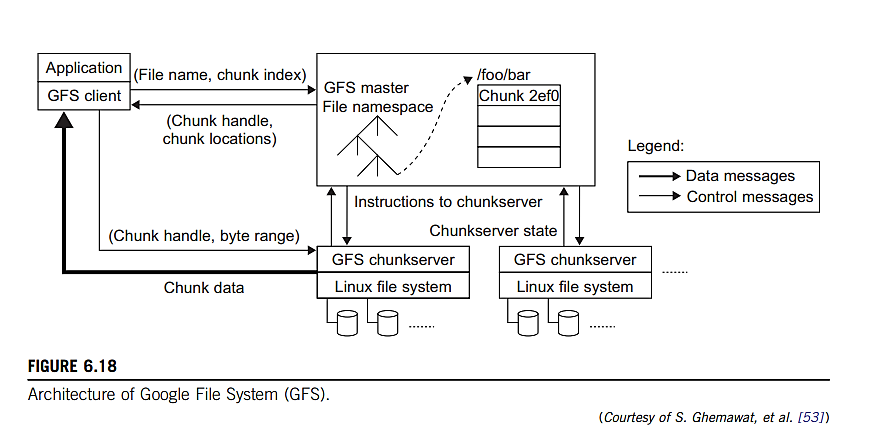 Application
GFS client
(File name, chunk index)
(Chunk handle,
chunk locations)
GFS master
File namespace
/foo/bar
Chunk 2ef0
Legend:
Data messages
Control messages
Instructions to chunkserver
Chunkserver state
(Chunk handle, byte range)
Chunk data
GFS chunkserver
Linux file system
GFS chunkserver
Linux file system
........
.......
.......
FIGURE 6.18
Architecture of Google File System (GFS).
(Courtesy of S. Ghemawat, et al. [53])